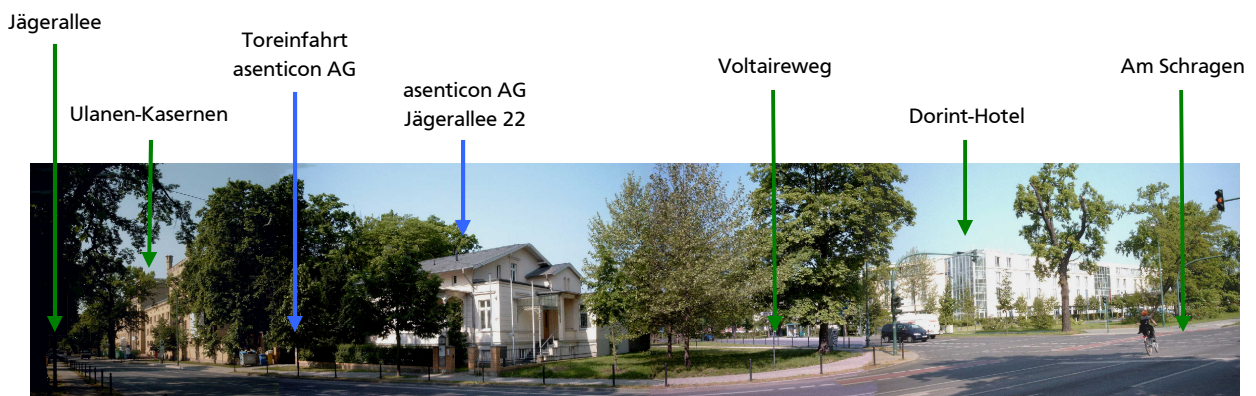 Jägerallee
Ulanen-Kasernen
Toreinfahrt
asenticon AG
asenticon AG
Jägerallee 22
Voltaireweg
Dorint-Hotel
Am Schragen